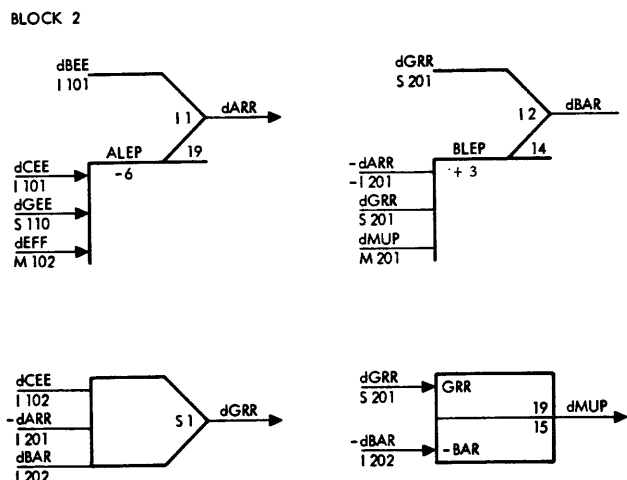 BLOCK 2
dBEE
I 101
I 1
dARR
ALEP
19
-6
dCEE
I 101
dGEE
S 110
dEFF
M 102
dGRR
S 201
I 2
dBAR
BLEP
14
+ 3
-dARR
-I 201
dGRR
S 201
dMUP
M 201
dCEE
I 102
-dARR
I 201
dBAR
I 202
S 1
dGRR
dGRR
S 201
GRR
19
dMUP
15
-dBAR
I 202
-BAR